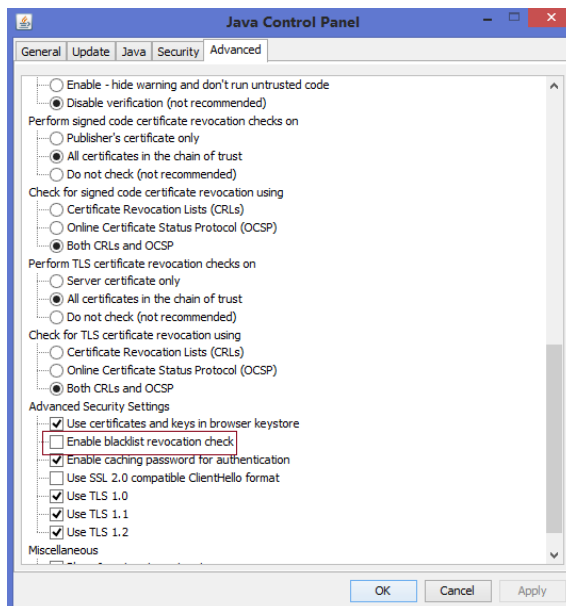 Java Control Panel
General Update Java Security Advanced
Enable - hide warning and don't run untrusted code
Disable verification (not recommended)
Perform signed code certificate revocation checks on
Publisher's certificate only
All certificates in the chain of trust
Do not check (not recommended)
Check for signed code certificate revocation using
Certificate Revocation Lists (CRLs)
Online Certificate Status Protocol (OCSP)
Both CRLs and OCSP
Perform TLS certificate revocation checks on
Server certificate only
All certificates in the chain of trust
Do not check (not recommended)
Check for TLS certificate revocation using
Certificate Revocation Lists (CRLs)
Online Certificate Status Protocol (OCSP)
Both CRLs and OCSP
Advanced Security Settings
Use certificates and keys in browser keystore
Enable blacklist revocation check
Enable caching password for authentication
Use SSL 2.0 compatible ClientHello format
Use TLS 1.0
Use TLS 1.1
Use TLS 1.2
Miscellaneous
OK Cancel Apply